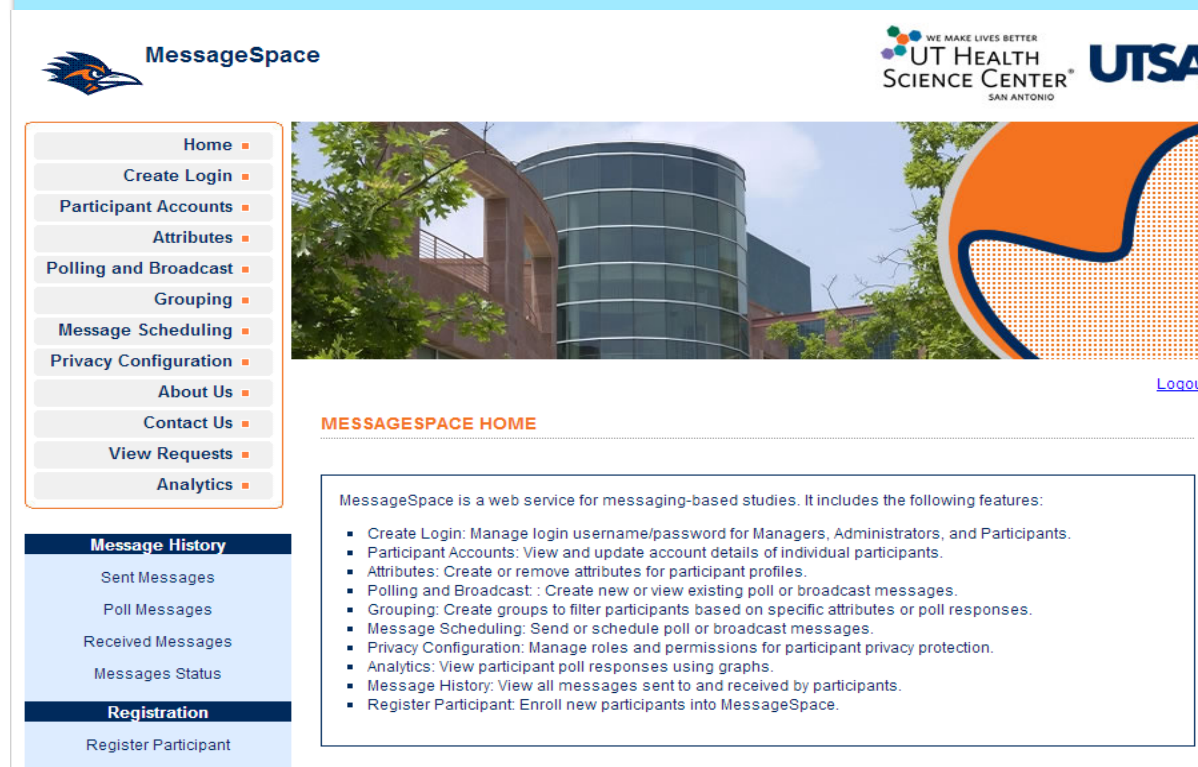 MessageSpace
WE MAKE LIVES BETTER
UT HEALTH
SCIENCE CENTER®
SAN ANTONIO
UTSA
Home
Create Login
Participant Accounts
Attributes
Polling and Broadcast
Grouping
Message Scheduling
Privacy Configuration
About Us
Contact Us
View Requests
Analytics
Message History
Sent Messages
Poll Messages
Received Messages
Messages Status
Registration
Register Participant
Logou
MESSAGESPACE HOME
MessageSpace is a web service for messaging-based studies. It includes the following features:
Create Login: Manage login username/password for Managers, Administrators, and Participants.
Participant Accounts: View and update account details of individual participants.
Attributes: Create or remove attributes for participant profiles.
Polling and Broadcast: : Create new or view existing poll or broadcast messages.
Grouping: Create groups to filter participants based on specific attributes or poll responses.
Message Scheduling: Send or schedule poll or broadcast messages.
Privacy Configuration: Manage roles and permissions for participant privacy protection.
Analytics: View participant poll responses using graphs.
Message History: View all messages sent to and received by participants.
Register Participant: Enroll new participants into MessageSpace.